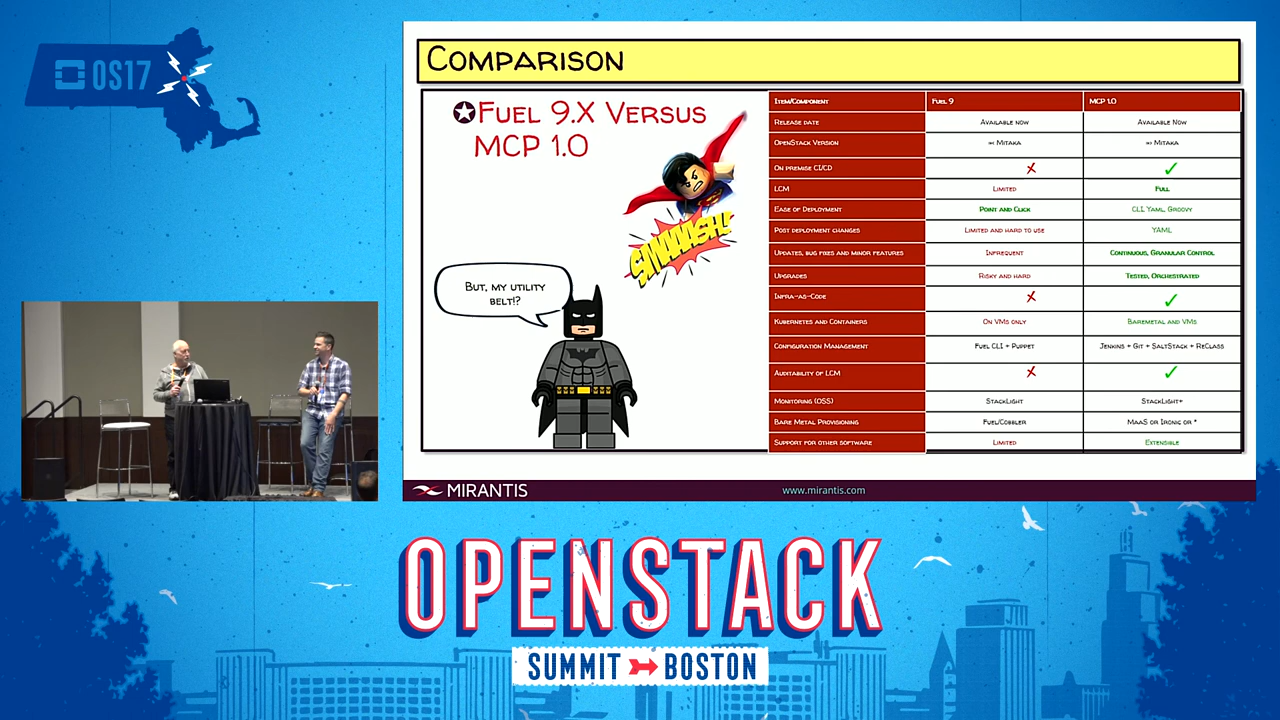 OS17
COMPARISON
FUEL 9.X VERSUS
MCP 1.0
SMAAASH!
BUT, MY UTILITY
BELT!?
ITEM/COMPONENT FUEL 9 MCP 1.0
RELEASE DATE AVAILABLE NOW AVAILABLE NOW
OPENSTACK VERSION MITAKA MITAKA
ON PREMISE CI/CD ✗ ✓
LCM LIMITED FULL
EASE OF DEPLOYMENT POINT AND CLICK CLI, YAML, GROOVY
POST DEPLOYMENT CHANGES LIMITED AND HARD TO USE YAML
UPDATES, BUG FIXES AND MINOR FEATURES INFREQUENT CONTINUOUS, GRANULAR CONTROL
UPGRADES RISKY AND HARD TESTED, ORCHESTRATED
INFRA-AS-CODE ✗ ✓
KUBERNETES AND CONTAINERS ON VMS ONLY BAREMETAL AND VMS
CONFIGURATION MANAGEMENT FUEL CLI + PUPPET JENKINS + GIT + SALTSTACK + RECLASS
AUDITABILITY OF LCM ✗ ✓
MONITORING (OSS) STACKLIGHT STACKLIGHT+
BARE METAL PROVISIONING FUEL/COBBLER MAAS OR IRONIC OR *
SUPPORT FOR OTHER SOFTWARE LIMITED EXTENSIBLE
MIRANTIS www.mirantis.com
OPENSTACK
SUMMIT BOSTON